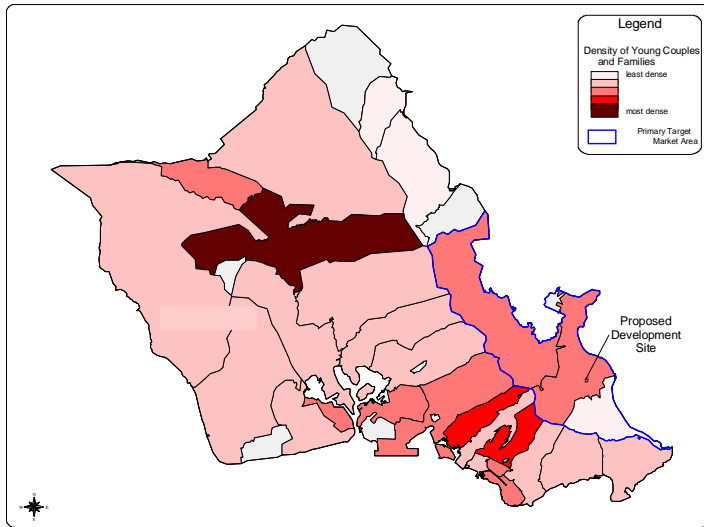 Legend
Density of Young Couples
and Families
least dense
most dense
Primary Target
Market Area
Proposed
Development
Site